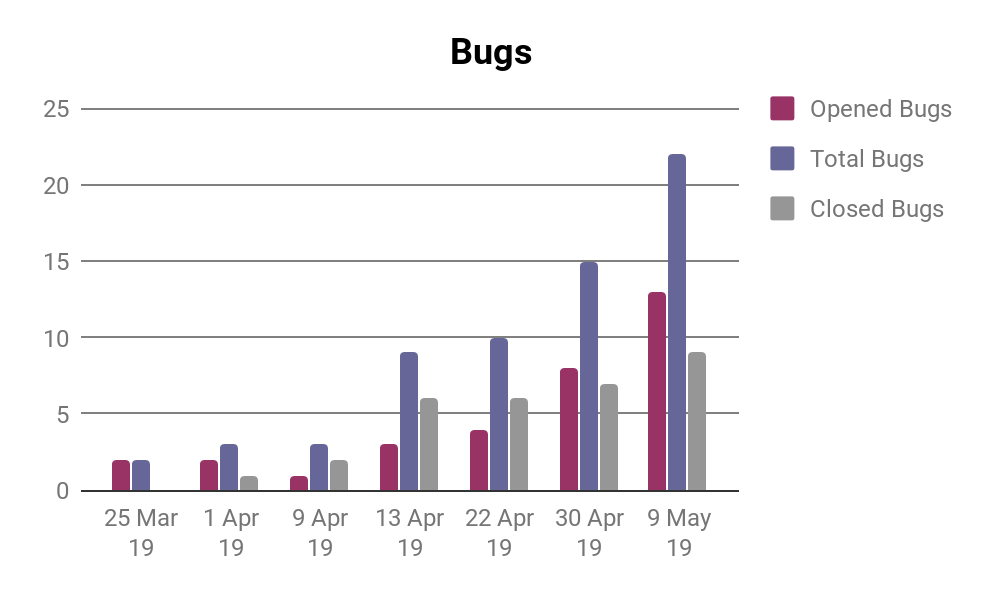 Bugs
25
20
15
10
5
0
Opened Bugs
Total Bugs
Closed Bugs
25 Mar 1 Apr 9 Apr 13 Apr 22 Apr 30 Apr 9 May
19 19 19 19 19 19 19